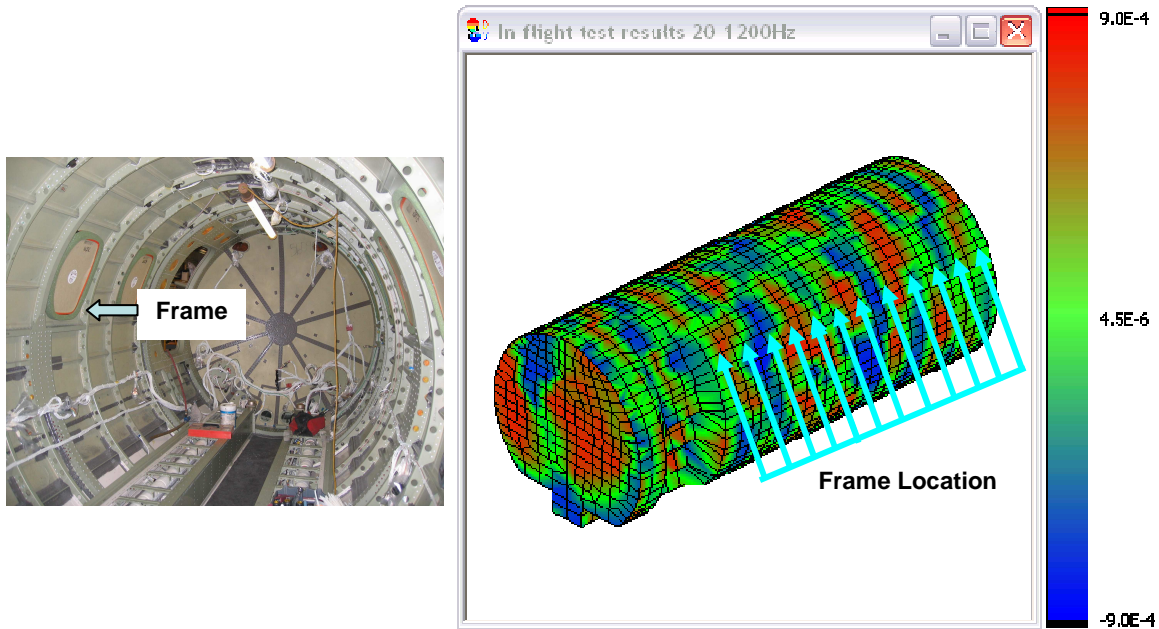 Frame
In flight test results 20-1200Hz
Frame Location
9.0E-4
4.5E-6
-9.0E-4